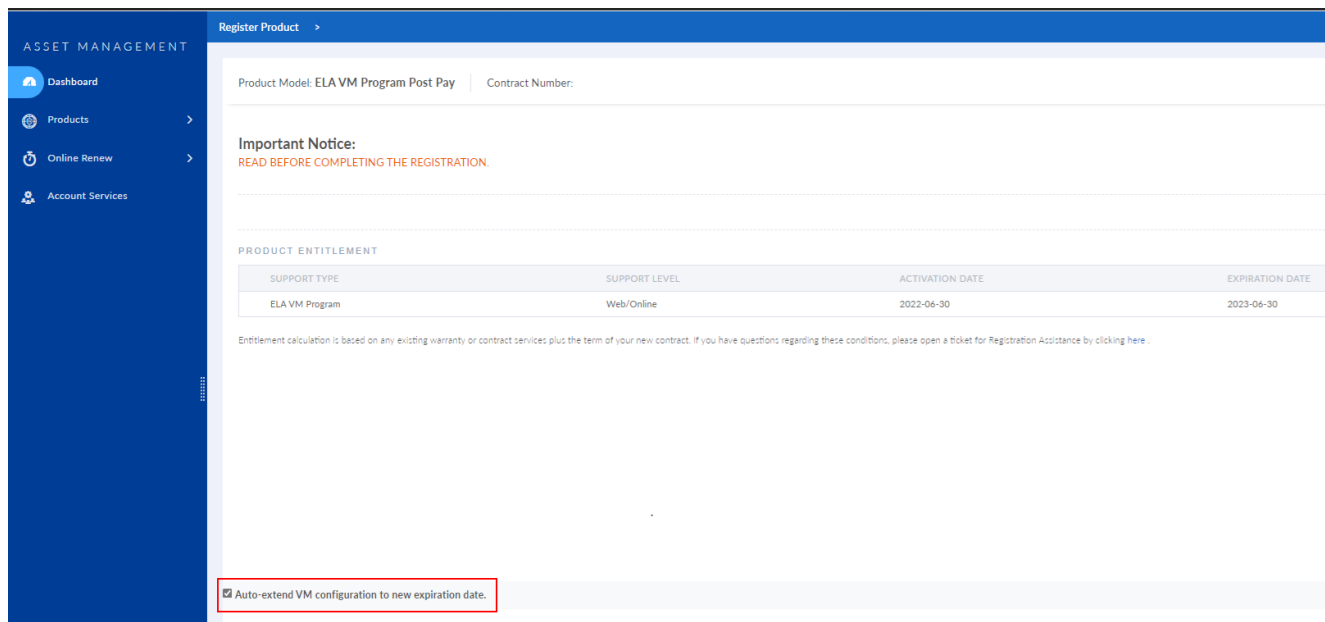 Register Product >
ASSET MANAGEMENT
Dashboard
Products >
Online Renew >
Account Services
Product Model: ELA VM Program Post Pay Contract Number:
Important Notice:
READ BEFORE COMPLETING THE REGISTRATION.
PRODUCT ENTITLEMENT
SUPPORT TYPE SUPPORT LEVEL ACTIVATION DATE EXPIRATION DATE
ELA VM Program Web/Online 2022-06-30 2023-06-30
Entitlement calculation is based on any existing warranty or contract services plus the term of your new contract. If you have questions regarding these conditions, please open a ticket for Registration Assistance by clicking here .
Auto-extend VM configuration to new expiration date.